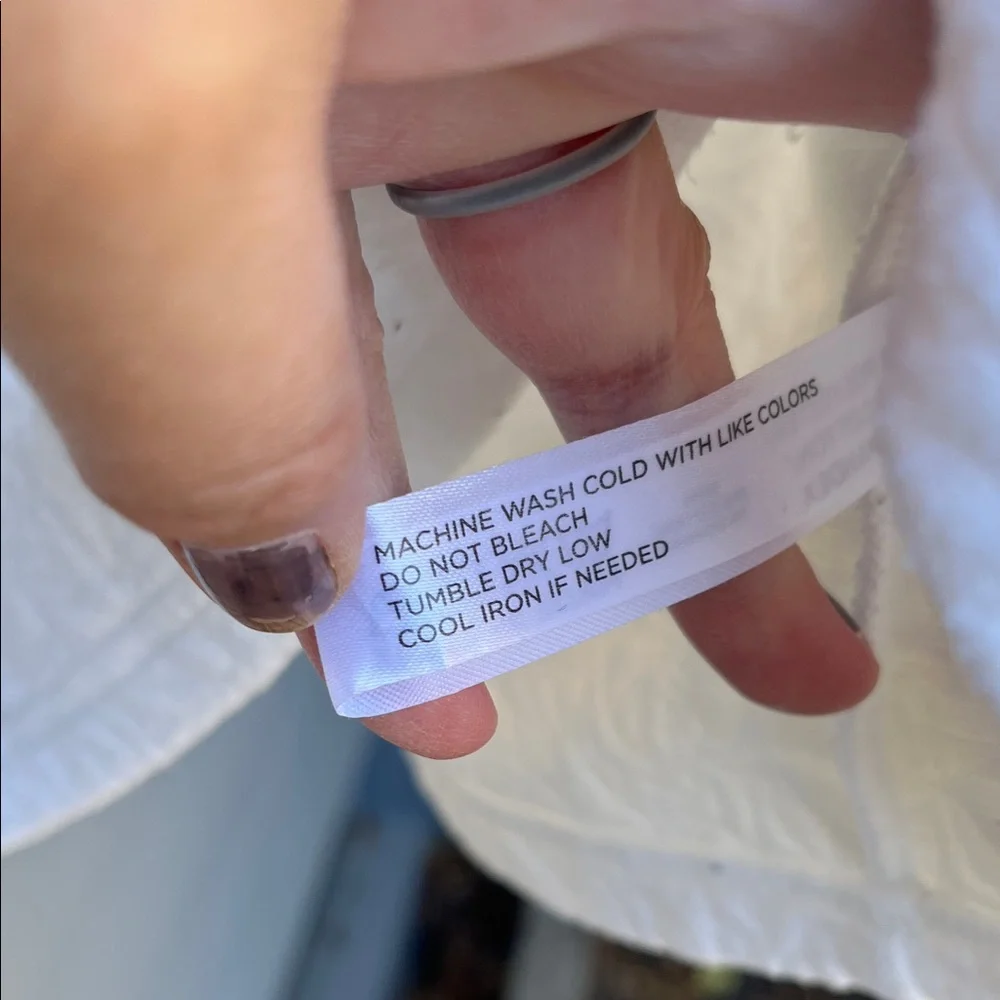 MACHINE WASH COLD WITH LIKE COLORS
DO NOT BLEACH
TUMBLE DRY LOW
COOL IRON IF NEEDED